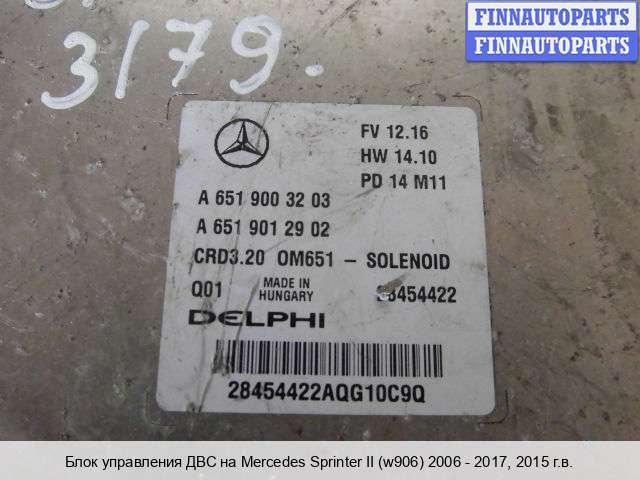 FINNAUTOPARTS
FINNAUTOPARTS
3179.
FV 12.16
HW 14.10
PD 14 M11
A 651 900 32 03
A 651 901 29 02
CRD3.20 OM651 – SOLENOID
Q01 MADE IN HUNGARY 28454422
DELPHI
28454422AQG10C9Q
Блок управления ДВС на Mercedes Sprinter II (w906) 2006 - 2017, 2015 г.в.